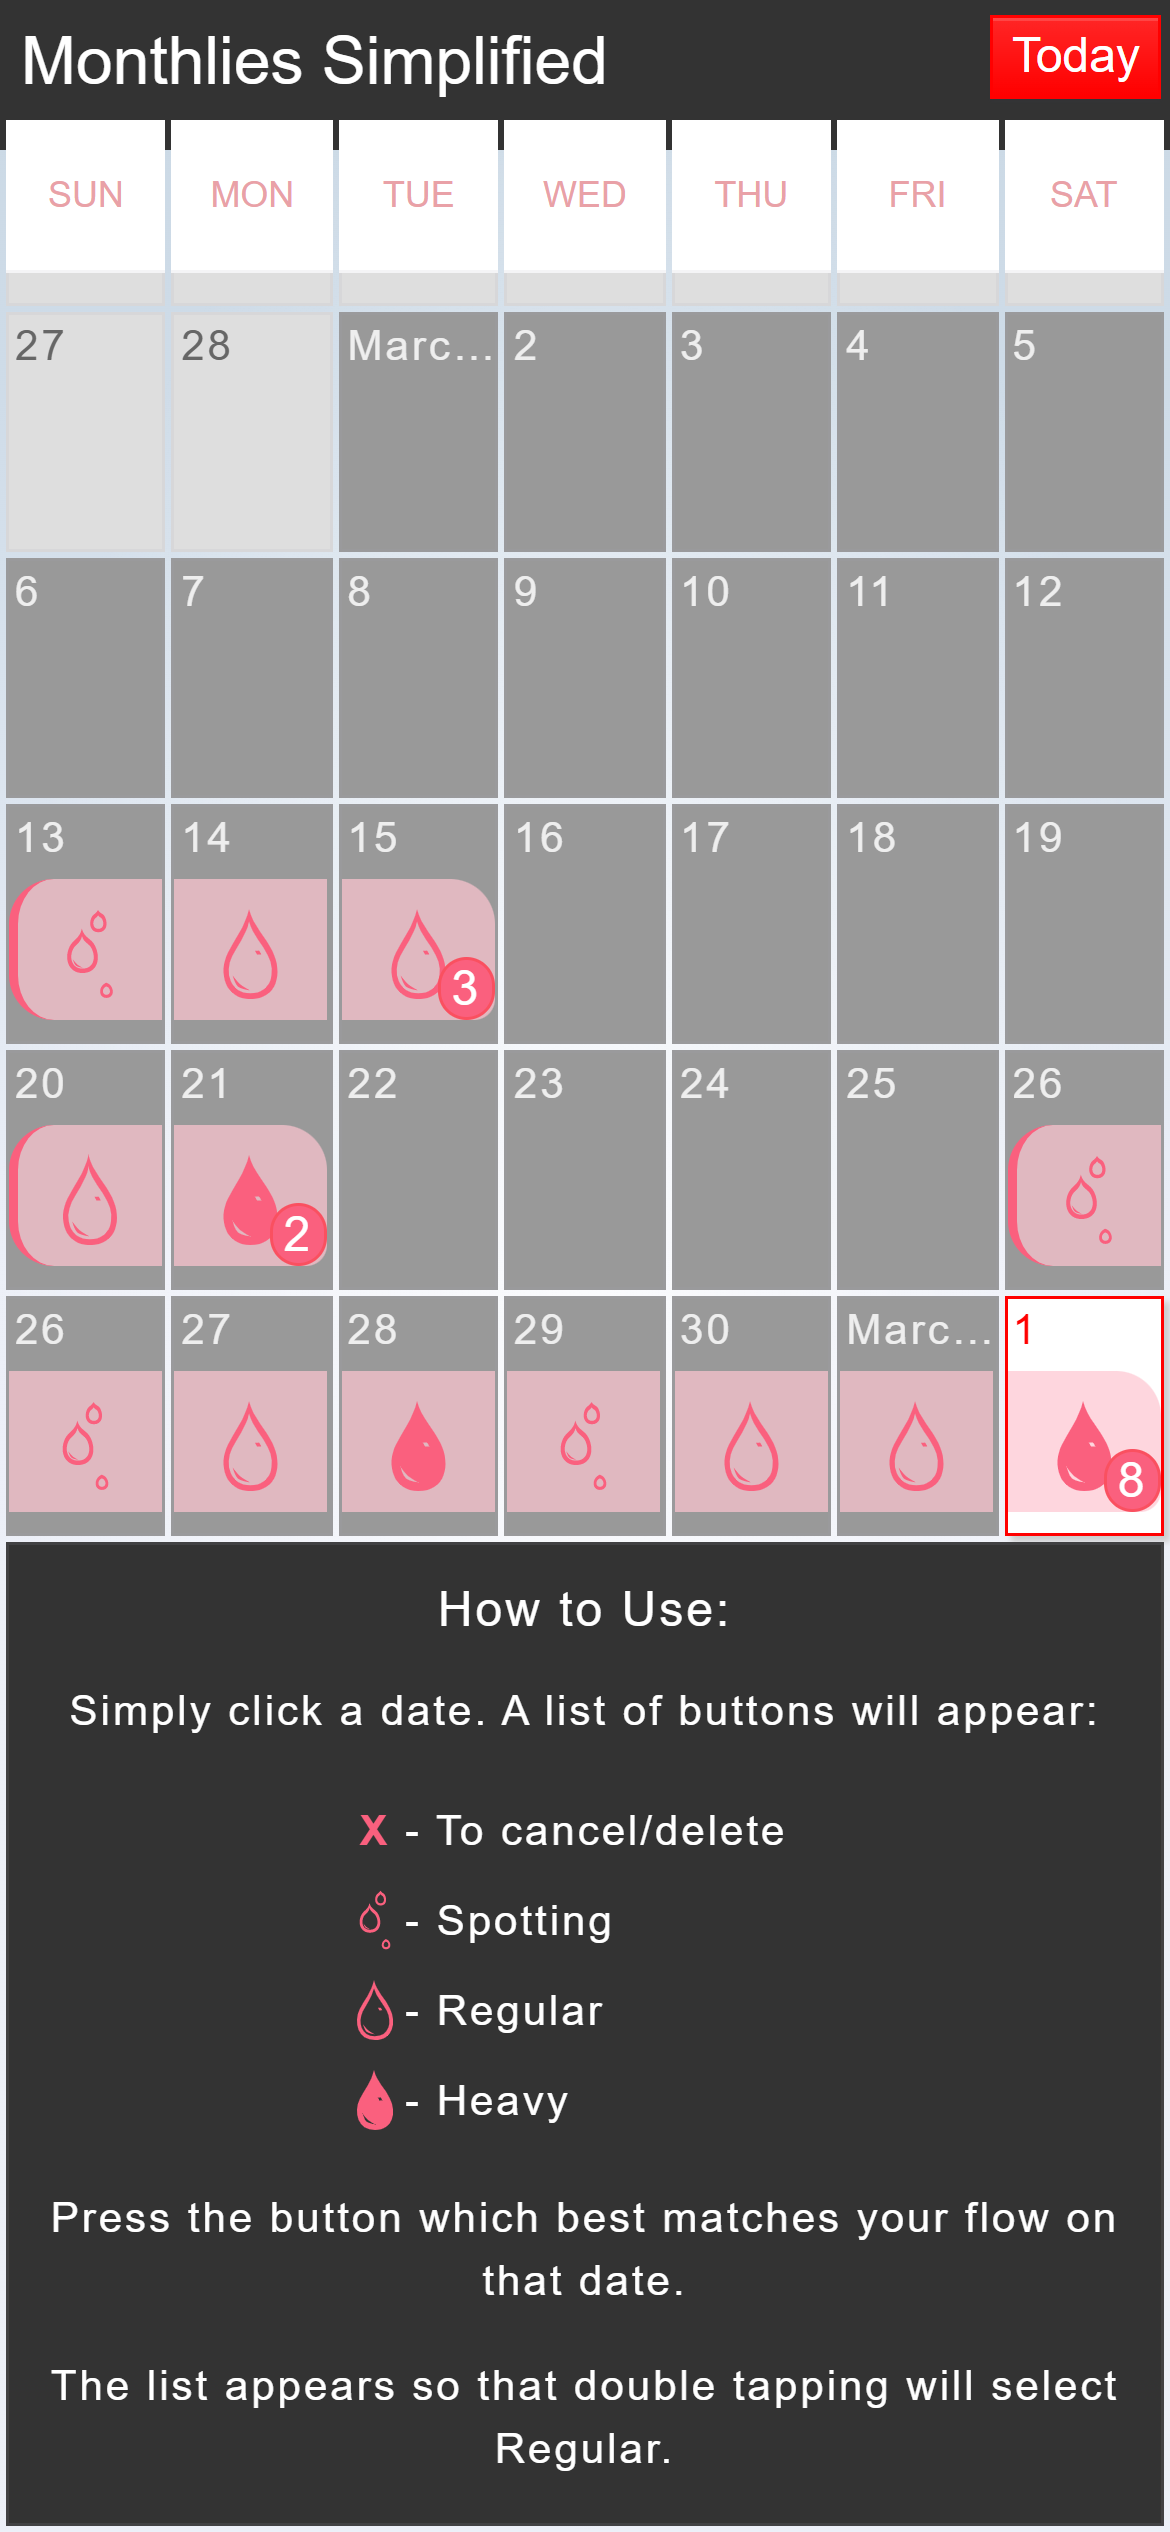 Monthlies Simplified
Today
SUN MON TUE WED THU FRI SAT
27 28 Marc... 2 3 4 5
6 7 8 9 10 11 12
13 14 15 16 17 18 19
3
20 21 22 23 24 25 26
2
26 27 28 29 30 Marc... 1
8
How to Use:
Simply click a date. A list of buttons will appear:
X - To cancel/delete
- Spotting
- Regular
- Heavy
Press the button which best matches your flow on
that date.
The list appears so that double tapping will select
Regular.